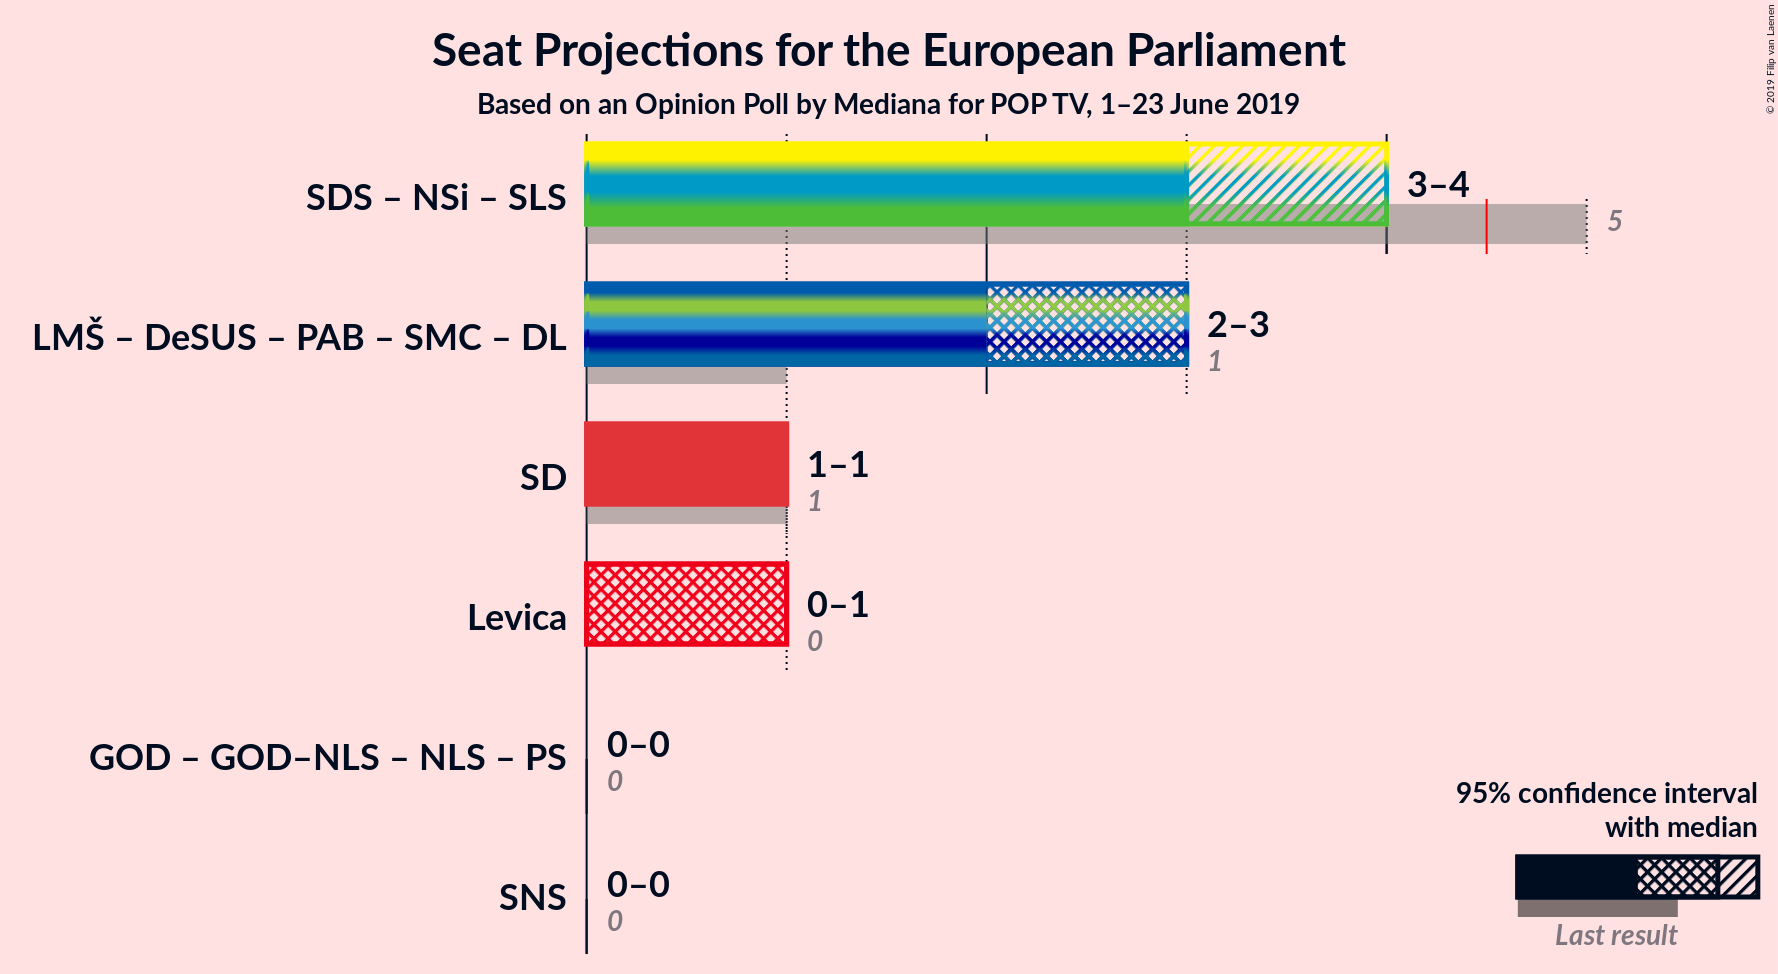 Seat Projections for the European Parliament
Based on an Opinion Poll by Mediana for POP TV, 1–23 June 2019
© 2019 Filip van Laenen
SDS – NSi – SLS
3–4
5
LMŠ – DeSUS – PAB – SMC – DL
2–3
1
SD
1–1
1
Levica
0–1
0
GOD – GOD–NLS – NLS – PS
0–0
0
SNS
0–0
0
95% confidence interval
with median
Last result